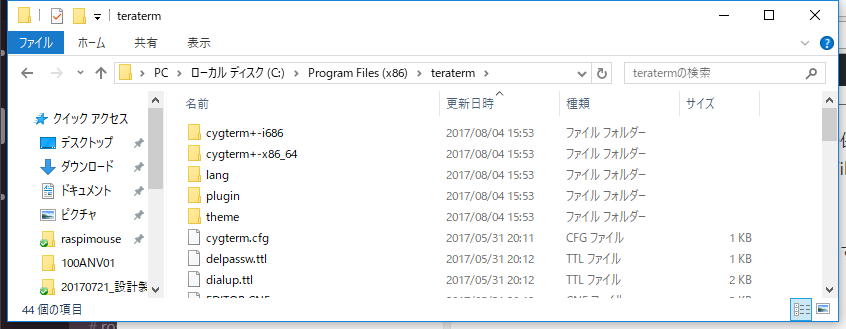 teraterm
ファイル ホーム 共有 表示
PC ローカル ディスク (C:) Program Files (x86) teraterm teratermの検索
名前 更新日時 種類 サイズ
クイック アクセス
デスクトップ
ダウンロード
ドキュメント
ピクチャ
raspimouse
100ANV01
20170721_設計製
cygterm+-i686 2017/08/04 15:53 ファイル フォルダー
cygterm+-x86_64 2017/08/04 15:53 ファイル フォルダー
lang 2017/08/04 15:53 ファイル フォルダー
plugin 2017/08/04 15:53 ファイル フォルダー
theme 2017/08/04 15:53 ファイル フォルダー
cygterm.cfg 2017/05/31 20:11 CFG ファイル 1 KB
delpassw.ttl 2017/05/31 20:12 TTL ファイル 1 KB
dialup.ttl 2017/05/31 20:12 TTL ファイル 2 KB
44 個の項目